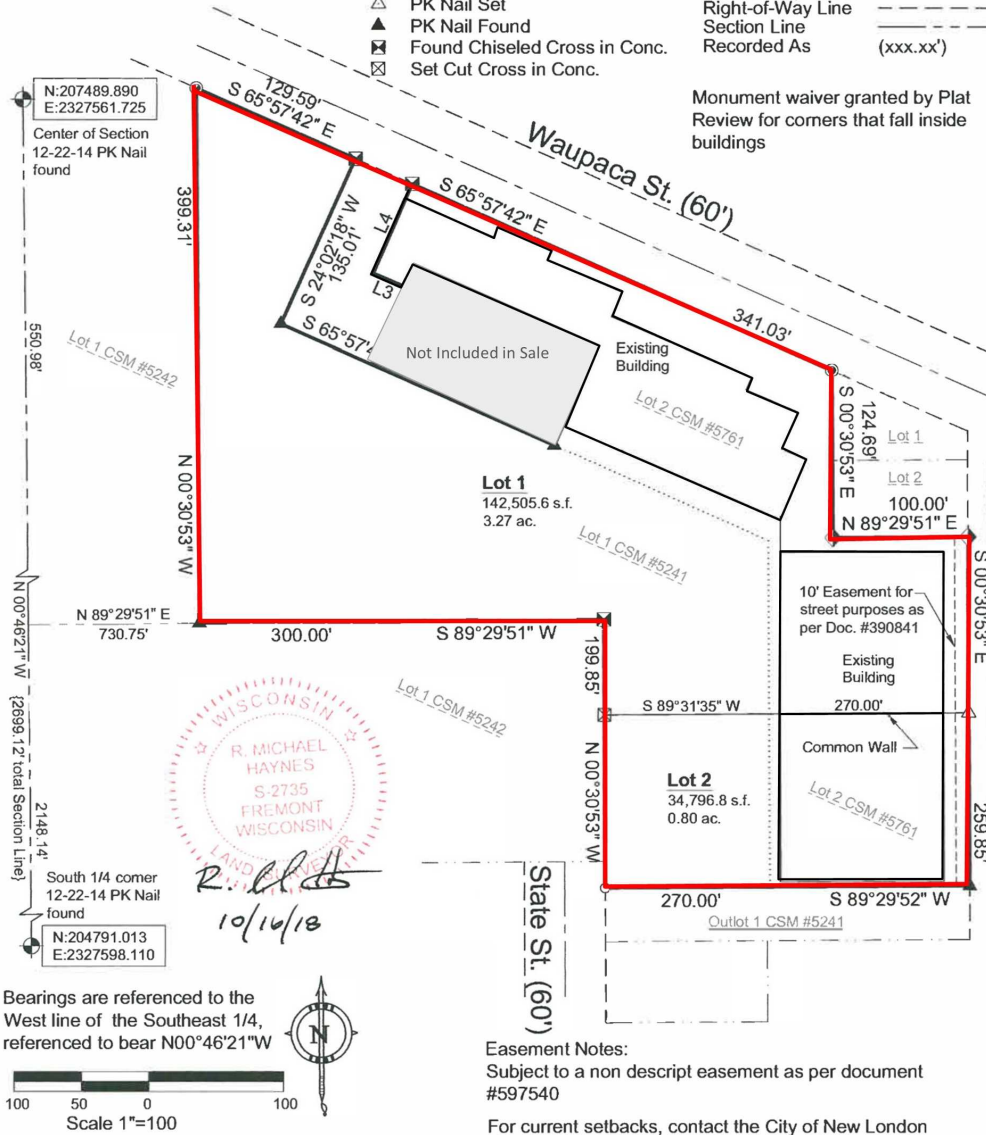 PK Nail Set
PK Nail Found
Found Chiseled Cross in Conc.
Set Cut Cross in Conc.
Right-of-Way Line
Section Line
Recorded As (xxx.xx')
Monument waiver granted by Plat
Review for corners that fall inside
buildings
N:207489.890
E:2327561.725
Center of Section
12-22-14 PK Nail
found
129.59'
S 65°57'42" E
Waupaca St. (60')
S 65°57'42" E
341.03'
399.31'
N 00°30'53" W
550.98'
Lot 1 CSM #5242
S 24°02'18" W
135.01'
L4
L3
S 65°57'4
Not Included in Sale
Existing
Building
Lot 2 CSM #5761
124.69'
S 00°30'53" E
Lot 1
Lot 2
100.00'
N 89°29'51" E
Lot 1
142,505.6 s.f.
3.27 ac.
Lot 1 CSM #5241
10' Easement for
street purposes as
per Doc. #390841
S 00°30'53" E
259.85'
Existing
Building
N 89°29'51" E
730.75'
300.00'
S 89°29'51" W
199.85'
N 00°30'53" W
S 89°31'35" W
270.00'
Common Wall
Lot 1 CSM #5242
Lot 2
34,796.8 s.f.
0.80 ac.
Lot 2 CSM #5761
N 00°46'21" W
{2699.12' total Section Line}
2148.14'
WISCONSIN
R. MICHAEL
HAYNES
S-2735
FREMONT
WISCONSIN
LAND SURVEYOR
10/16/18
South 1/4 corner
12-22-14 PK Nail
found
N:204791.013
E:2327598.110
State St. (60')
270.00'
S 89°29'52" W
Outlot 1 CSM #5241
Bearings are referenced to the
West line of the Southeast 1/4,
referenced to bear N00°46'21"W
N
100 50 0 100
Scale 1"=100
Easement Notes:
Subject to a non descript easement as per document
#597540
For current setbacks, contact the City of New London